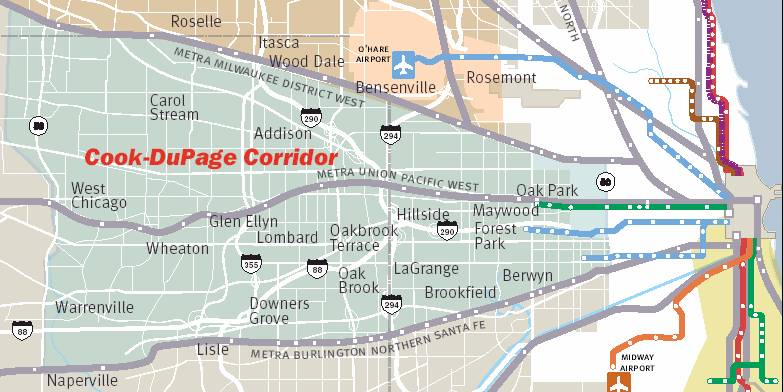 Roselle
Itasca
Wood Dale
O'HARE
AIRPORT
NORTH
METRA MILWAUKEE DISTRICT WEST
Bensenville
Rosemont
Carol
Stream
290
294
Addison
Cook-DuPage Corridor
METRA UNION PACIFIC WEST
West
Chicago
Oak Park
Glen Ellyn
Hillside
Maywood
Lombard
Oakbrook
Terrace
290
Forest
Park
Wheaton
355
88
Oak
Brook
LaGrange
Berwyn
Brookfield
294
Warrenville
Downers
Grove
88
Lisle
METRA BURLINGTON NORTHERN SANTA FE
MIDWAY
AIRPORT
Naperville